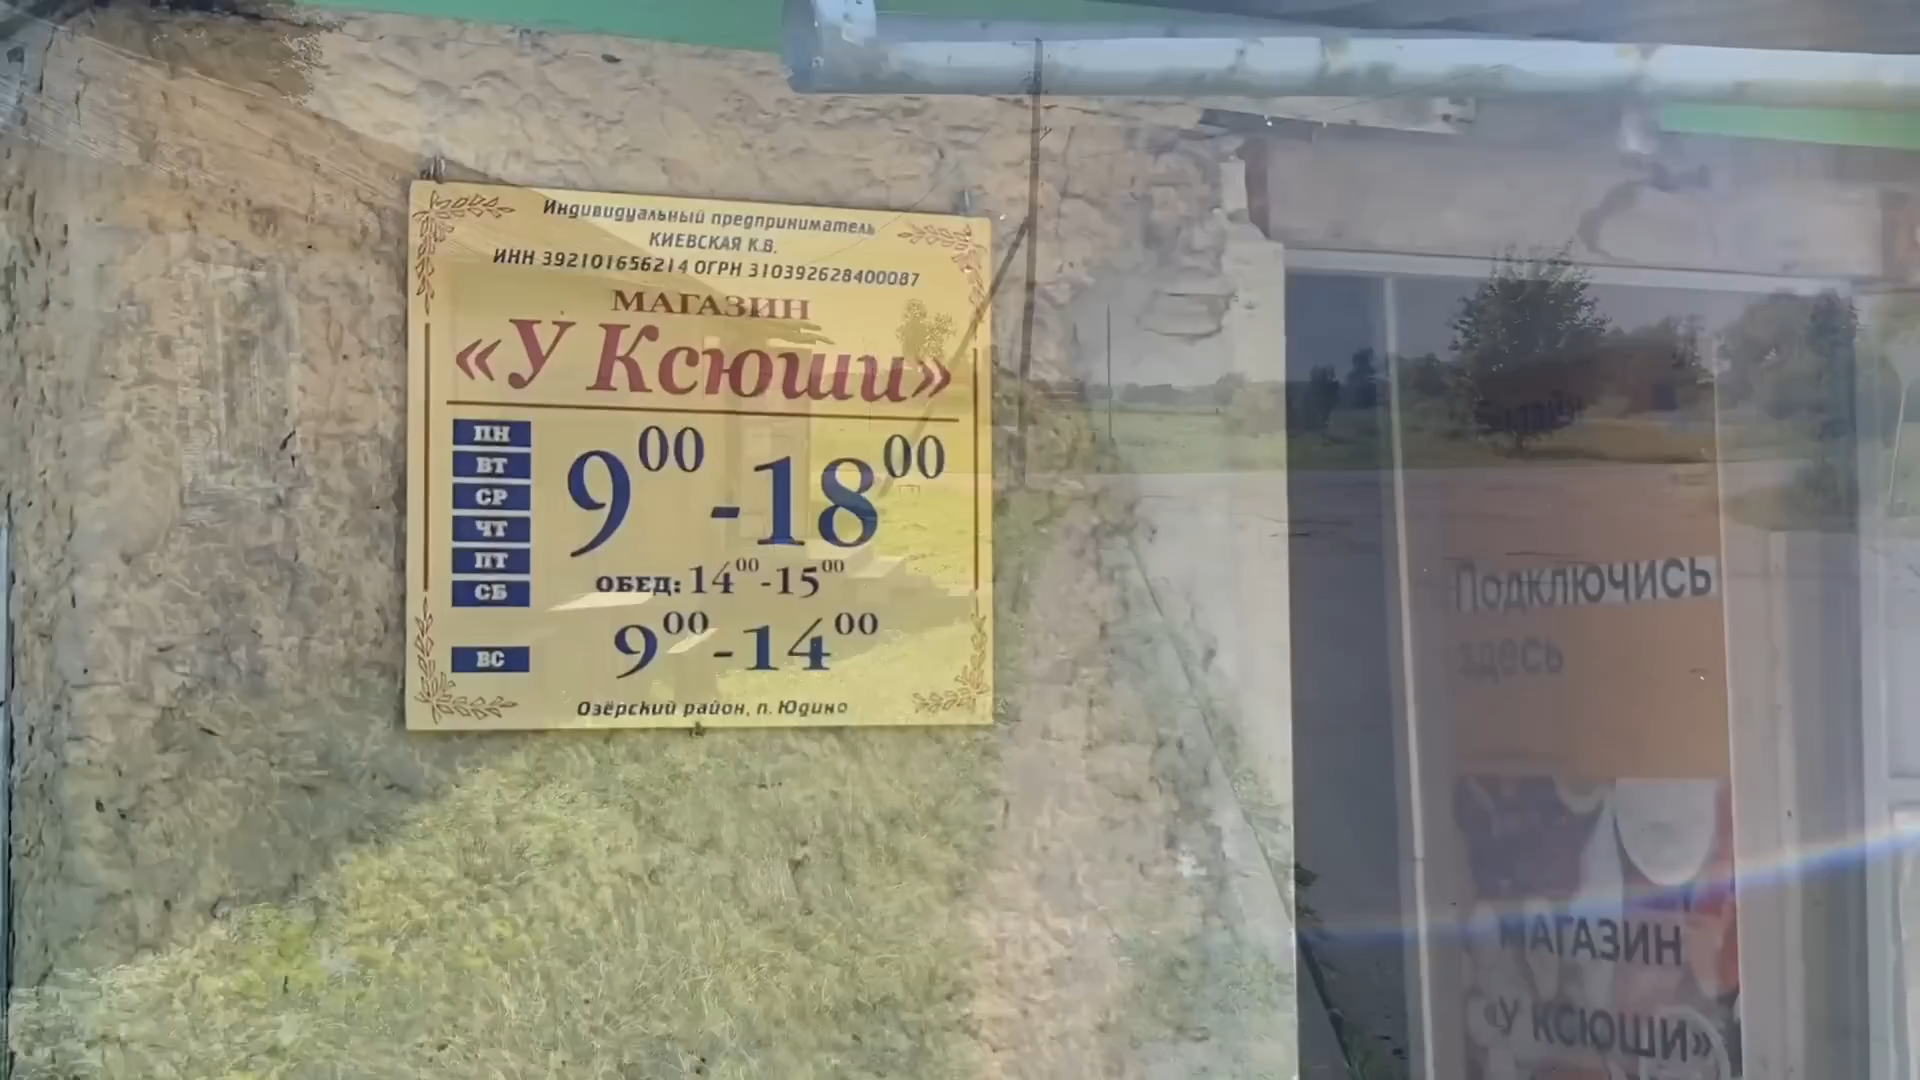 Индивидуальный предприниматель
КИЕВСКАЯ К.В.
ИНН 392101656214 ОГРН 310392628400087
МАГАЗИН
«У Ксюши»
ПН
ВТ
СР
ЧТ
ПТ
СБ
9⁰⁰-18⁰⁰
ОБЕД: 14⁰⁰-15⁰⁰
ВС
9⁰⁰-14⁰⁰
Озёрский район, п. Юдино
билайн
Подключись
здесь
МАГАЗИН
«У КСЮШИ»